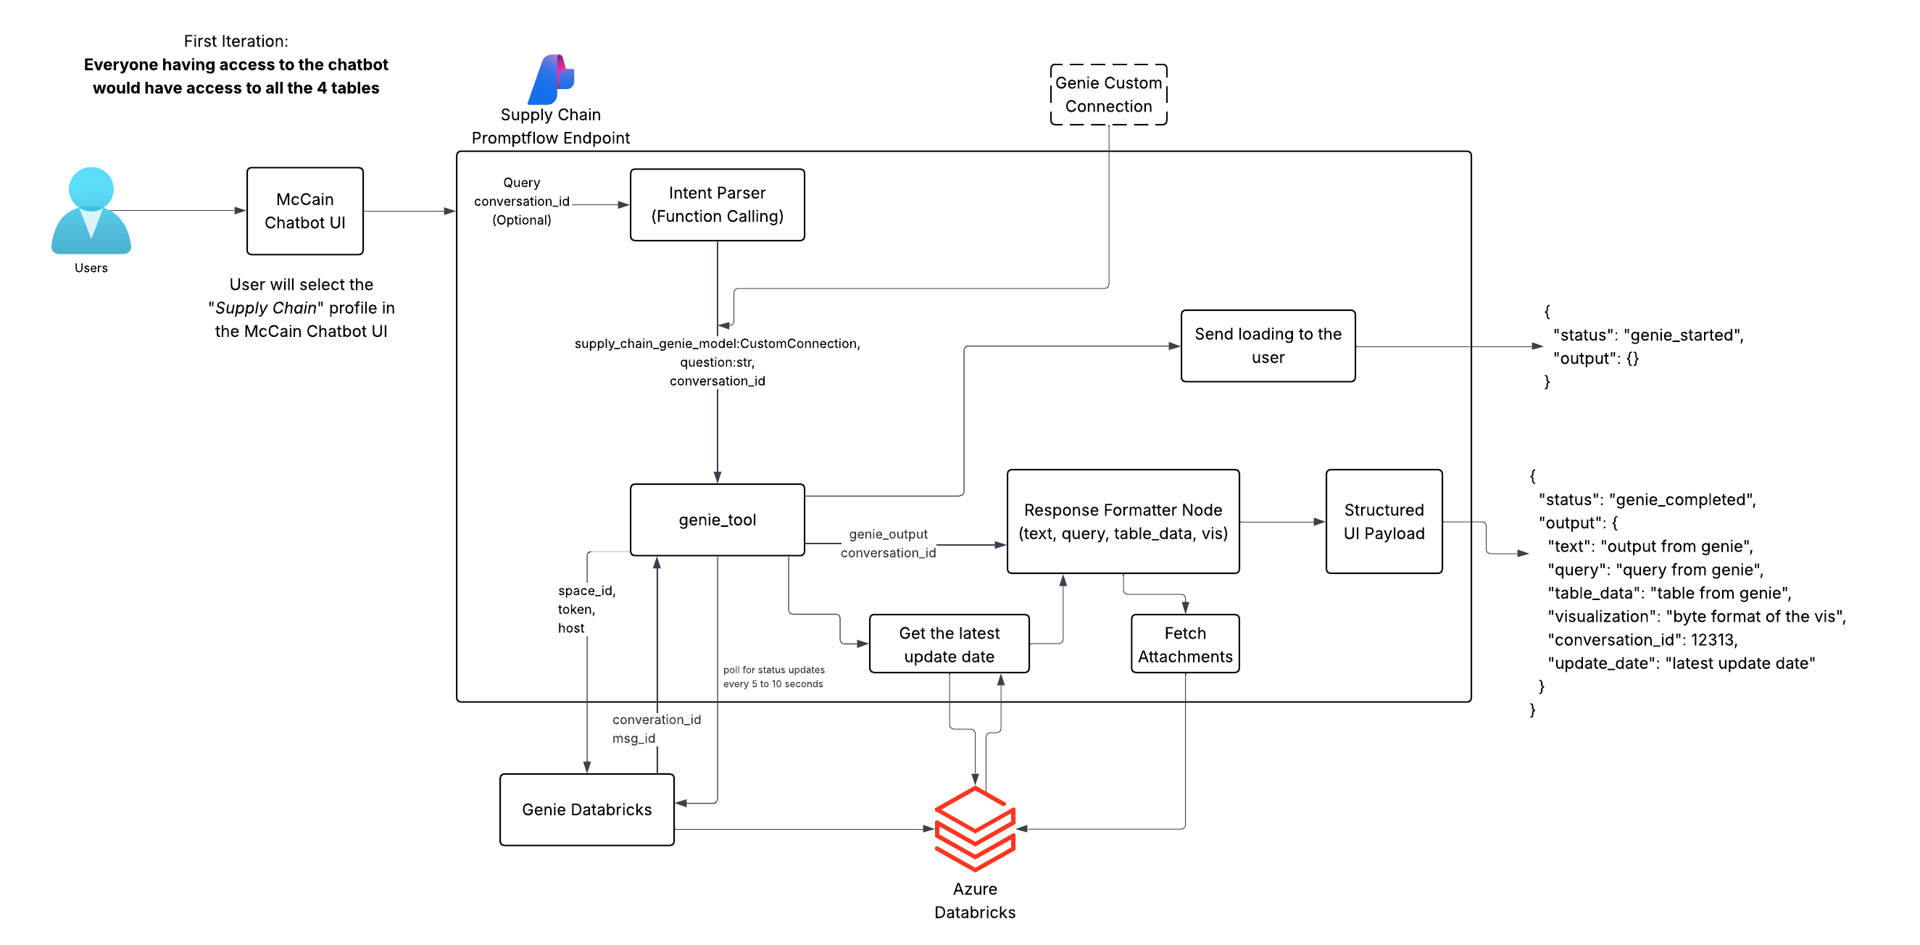 First Iteration:
Everyone having access to the chatbot
would have access to all the 4 tables
Supply Chain
Promptflow Endpoint
Genie Custom
Connection
Users
McCain
Chatbot UI
User will select the
"Supply Chain" profile in
the McCain Chatbot UI
Query
conversation_id
(Optional)
Intent Parser
(Function Calling)
supply_chain_genie_model:CustomConnection,
question:str,
conversation_id
Send loading to the
user
{
"status": "genie_started",
"output": {}
}
genie_tool
genie_output
conversation_id
Response Formatter Node
(text, query, table_data, vis)
Structured
UI Payload
{
"status": "genie_completed",
"output": {
"text": "output from genie",
"query": "query from genie",
"table_data": "table from genie",
"visualization": "byte format of the vis",
"conversation_id": 12313,
"update_date": "latest update date"
}
}
space_id,
token,
host
Get the latest
update date
Fetch
Attachments
poll for status updates
every 5 to 10 seconds
converation_id
msg_id
Genie Databricks
Azure
Databricks